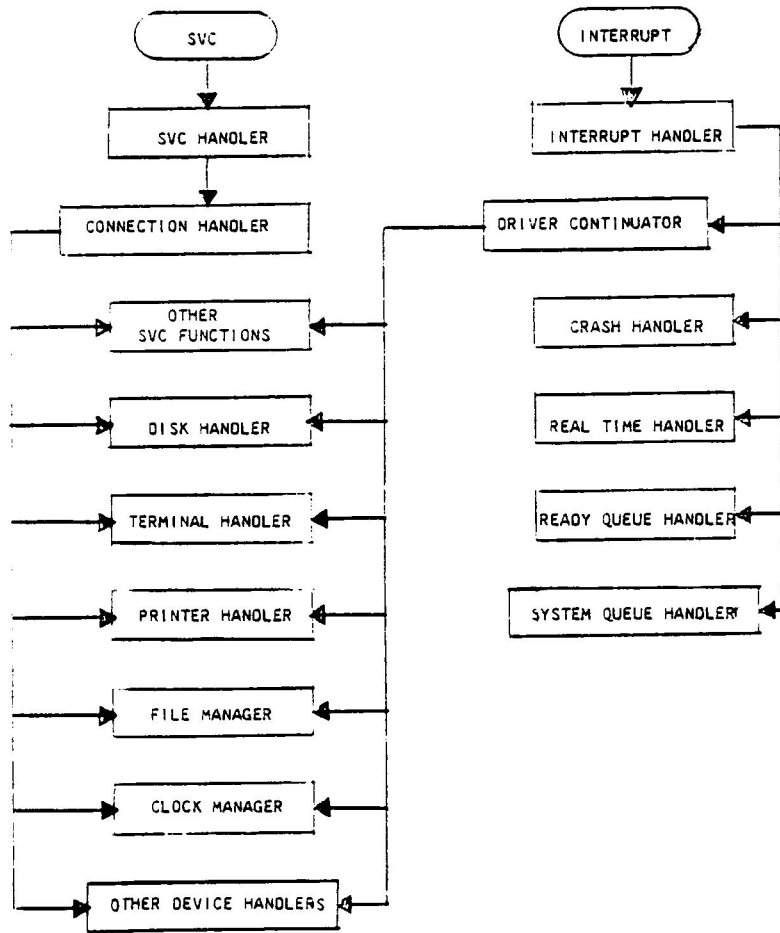 SVC
INTERRUPT
SVC HANDLER
INTERRUPT HANDLER
CONNECTION HANDLER
DRIVER CONTINUATOR
OTHER
SVC FUNCTIONS
CRASH HANDLER
DISK HANDLER
REAL TIME HANDLER
TERMINAL HANDLER
READY QUEUE HANDLER
PRINTER HANDLER
SYSTEM QUEUE HANDLER
FILE MANAGER
CLOCK MANAGER
OTHER DEVICE HANDLERS